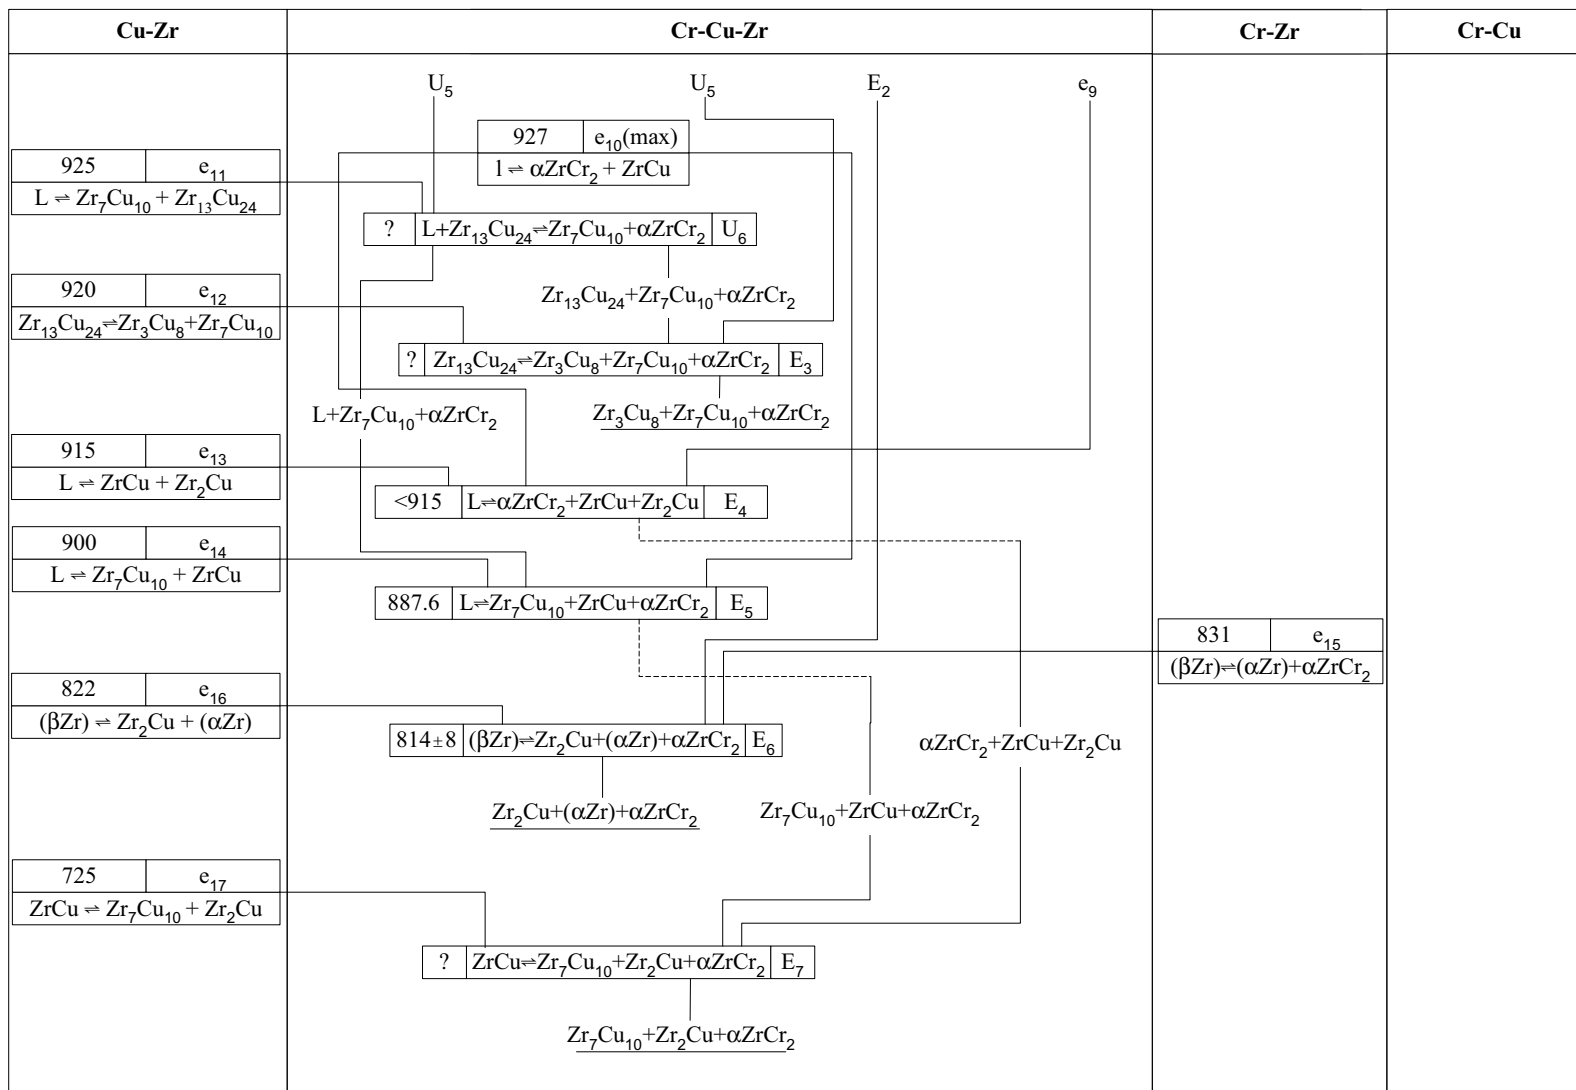 Cu-Zr Cr-Cu-Zr Cr-Zr Cr-Cu
U₅ U₅ E₂ e₉
927 e₁₀(max)
l ⇌ αZrCr₂ + ZrCu
925 e₁₁
L ⇌ Zr₇Cu₁₀ + Zr₁₃Cu₂₄
? L+Zr₁₃Cu₂₄⇌Zr₇Cu₁₀+αZrCr₂ U₆
Zr₁₃Cu₂₄+Zr₇Cu₁₀+αZrCr₂
920 e₁₂
Zr₁₃Cu₂₄⇌Zr₃Cu₈+Zr₇Cu₁₀
? Zr₁₃Cu₂₄⇌Zr₃Cu₈+Zr₇Cu₁₀+αZrCr₂ E₃
L+Zr₇Cu₁₀+αZrCr₂ Zr₃Cu₈+Zr₇Cu₁₀+αZrCr₂
915 e₁₃
L ⇌ ZrCu + Zr₂Cu
<915 L⇌αZrCr₂+ZrCu+Zr₂Cu E₄
900 e₁₄
L ⇌ Zr₇Cu₁₀ + ZrCu
887.6 L⇌Zr₇Cu₁₀+ZrCu+αZrCr₂ E₅
831 e₁₅
(βZr)⇌(αZr)+αZrCr₂
822 e₁₆
(βZr) ⇌ Zr₂Cu + (αZr)
814±8 (βZr)⇌Zr₂Cu+(αZr)+αZrCr₂ E₆
αZrCr₂+ZrCu+Zr₂Cu
Zr₂Cu+(αZr)+αZrCr₂ Zr₇Cu₁₀+ZrCu+αZrCr₂
725 e₁₇
ZrCu ⇌ Zr₇Cu₁₀ + Zr₂Cu
? ZrCu⇌Zr₇Cu₁₀+Zr₂Cu+αZrCr₂ E₇
Zr₇Cu₁₀+Zr₂Cu+αZrCr₂